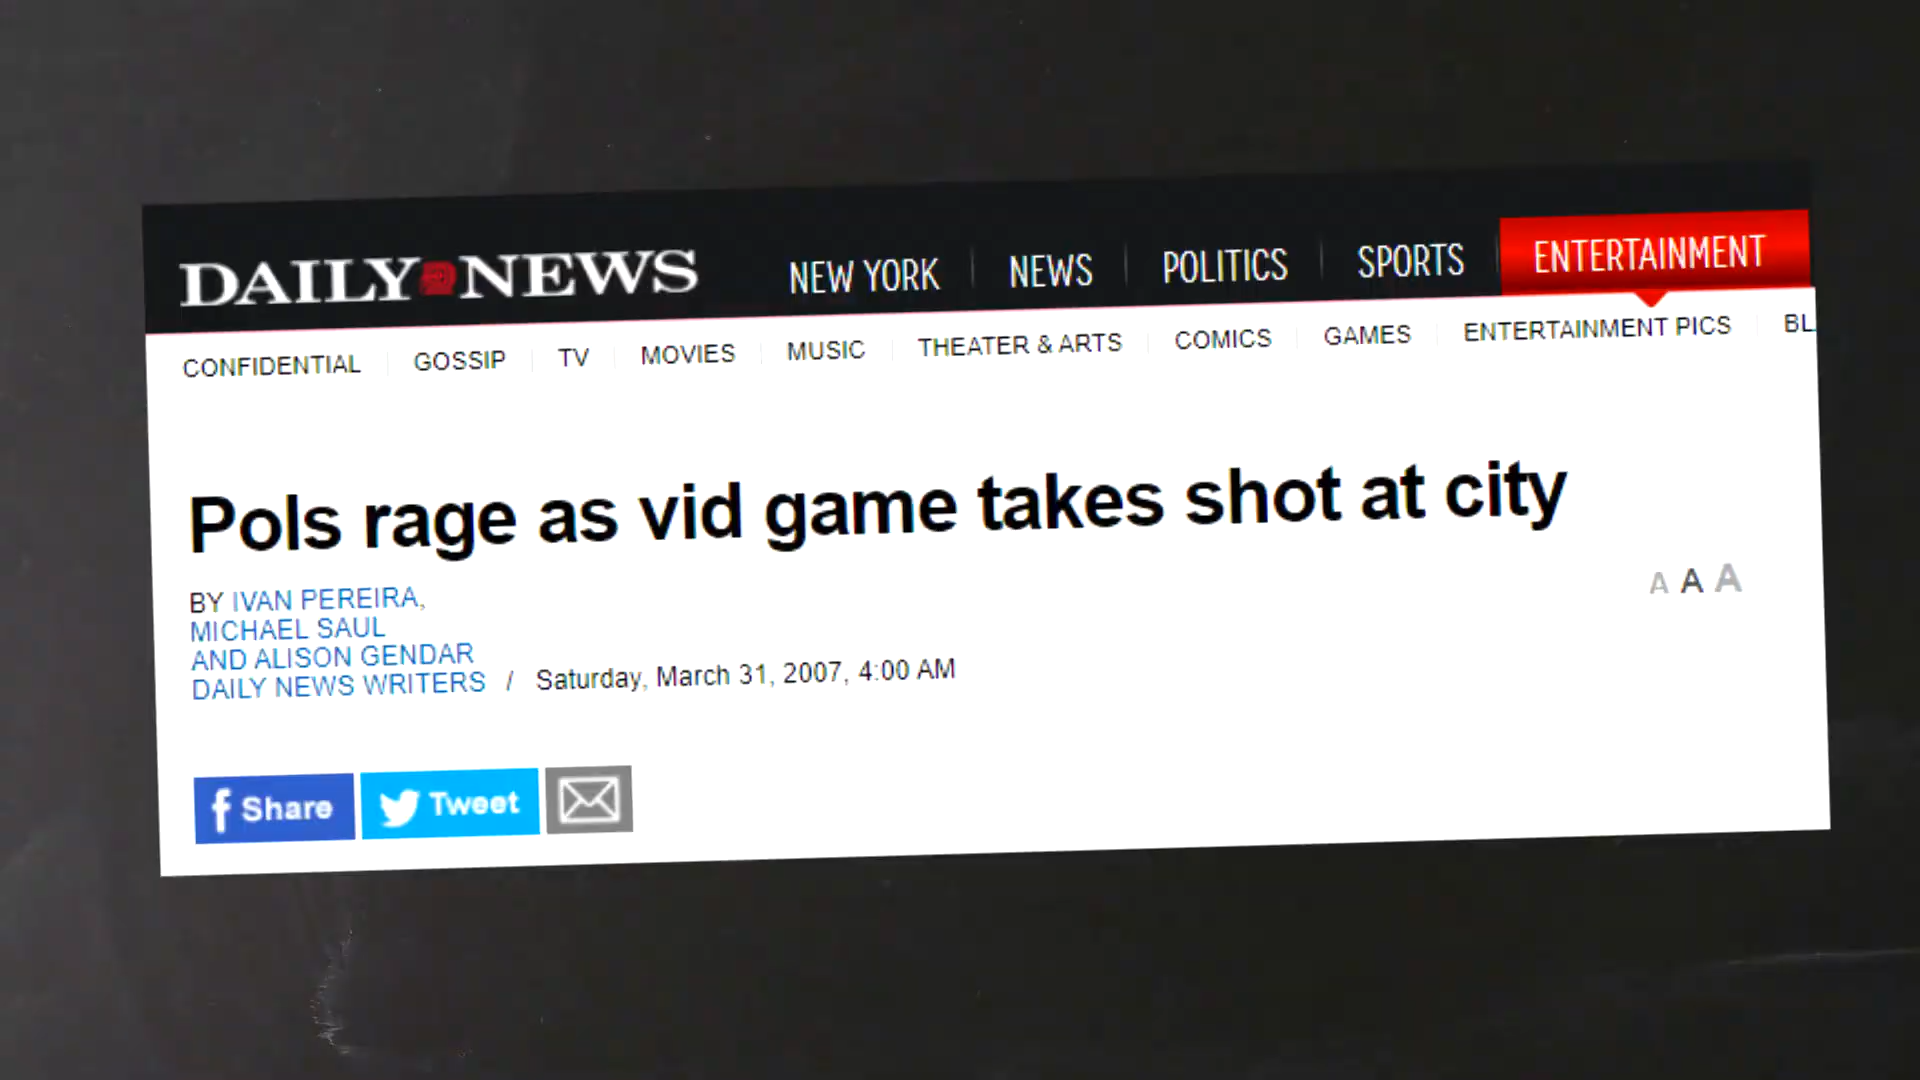 DAILY NEWS
NEW YORK NEWS POLITICS SPORTS ENTERTAINMENT
CONFIDENTIAL GOSSIP TV MOVIES MUSIC THEATER & ARTS COMICS GAMES ENTERTAINMENT PICS BL
Pols rage as vid game takes shot at city
A A A
BY IVAN PEREIRA,
MICHAEL SAUL
AND ALISON GENDAR
DAILY NEWS WRITERS / Saturday, March 31, 2007, 4:00 AM
f Share Tweet